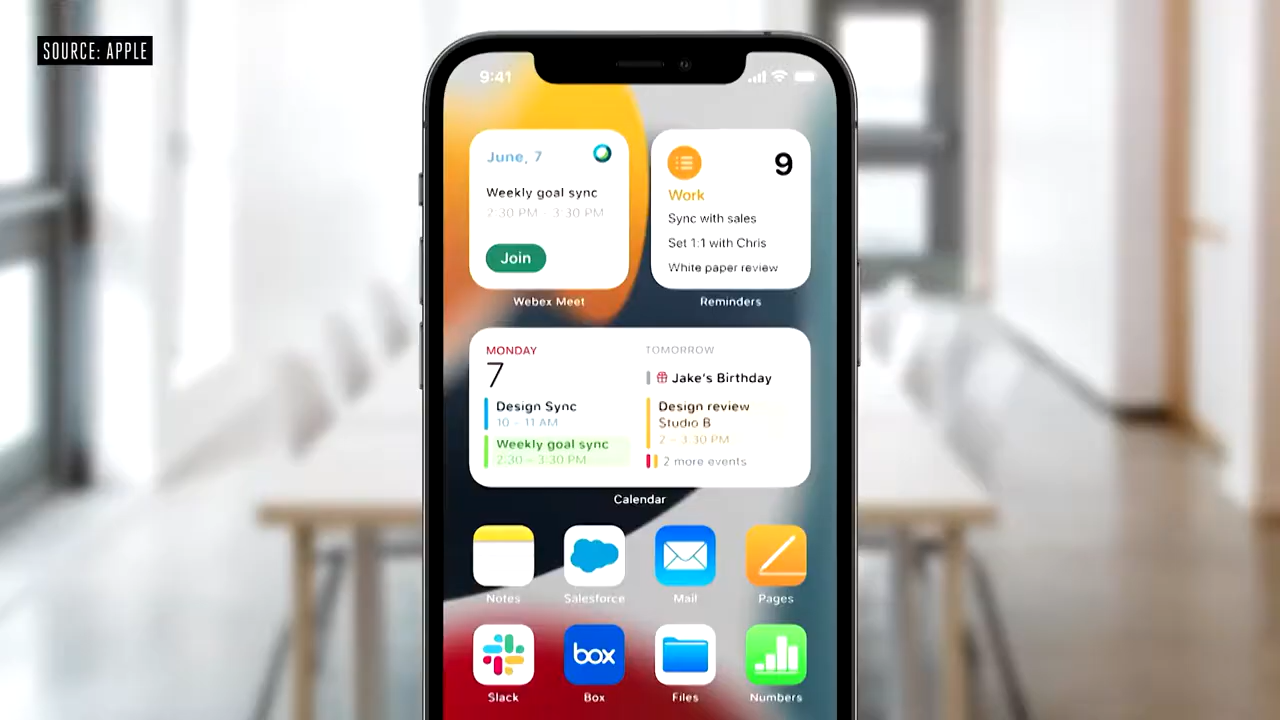 SOURCE: APPLE
9:41
June, 7
Weekly goal sync
2:30 PM - 3:30 PM
Join
Webex Meet
9
Work
Sync with sales
Set 1:1 with Chris
White paper review
Reminders
MONDAY
7
Design Sync
10 – 11 AM
Weekly goal sync
2:30 – 3:30 PM
TOMORROW
Jake's Birthday
Design review
Studio B
2 – 3:30 PM
2 more events
Calendar
Notes
Salesforce
Mail
Pages
box
Slack
Box
Files
Numbers